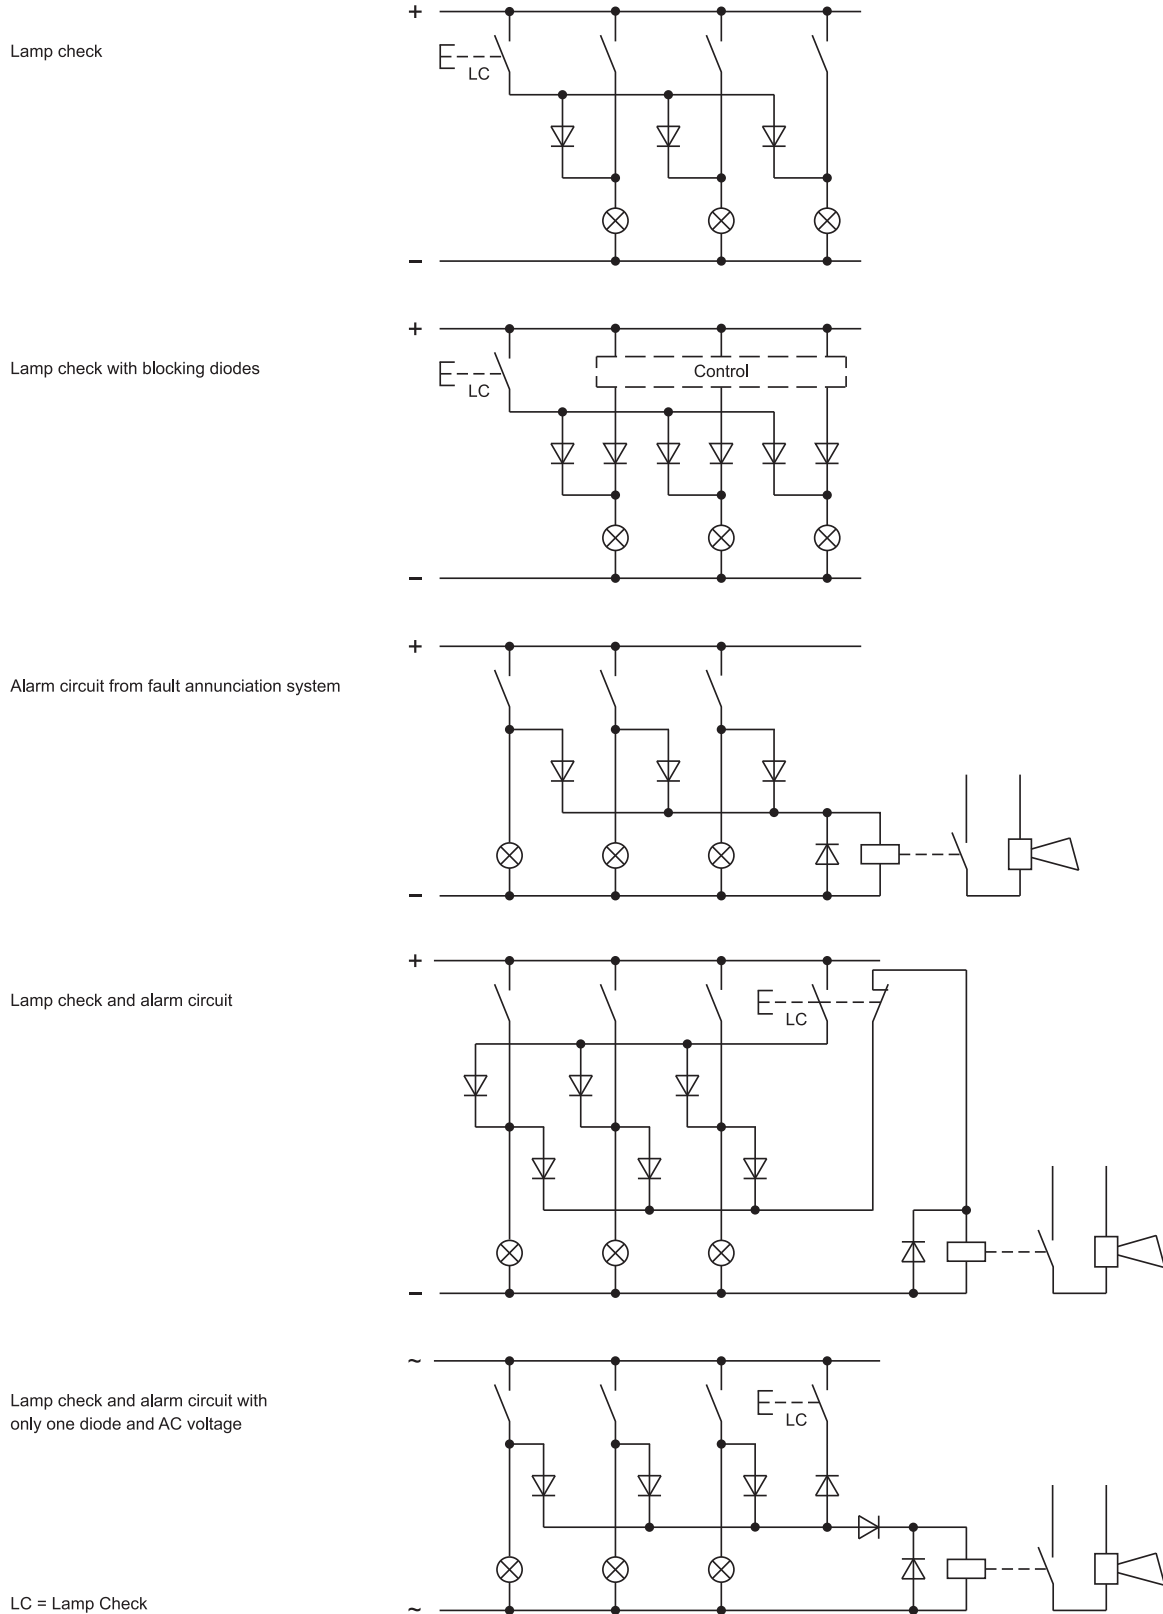 +
Lamp check
LC
−
+
Lamp check with blocking diodes
Control
LC
−
+
Alarm circuit from fault annunciation system
−
+
Lamp check and alarm circuit
LC
−
~
Lamp check and alarm circuit with
only one diode and AC voltage
LC
LC = Lamp Check
~